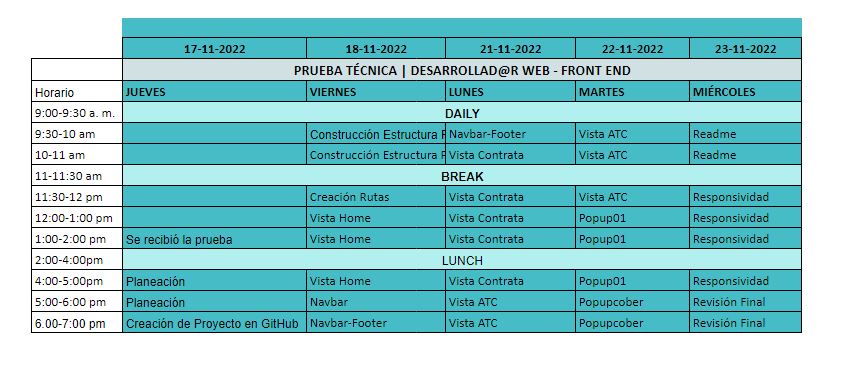 17-11-2022 18-11-2022 21-11-2022 22-11-2022 23-11-2022
PRUEBA TÉCNICA | DESARROLLAD@R WEB - FRONT END
Horario JUEVES VIERNES LUNES MARTES MIÉRCOLES
9:00-9:30 a. m. DAILY
9:30-10 am Construcción Estructura Navbar-Footer Vista ATC Readme
10-11 am Construcción Estructura Vista Contrata Vista ATC Readme
11-11:30 am BREAK
11:30-12 pm Creación Rutas Vista Contrata Vista ATC Responsividad
12:00-1:00 pm Vista Home Vista Contrata Popup01 Responsividad
1:00-2:00 pm Se recibió la prueba Vista Home Vista Contrata Popup01 Responsividad
2:00-4:00pm LUNCH
4:00-5:00pm Planeación Vista Home Vista Contrata Popup01 Responsividad
5:00-6:00 pm Planeación Navbar Vista ATC Popupcober Revisión Final
6.00-7:00 pm Creación de Proyecto en GitHub Navbar-Footer Vista ATC Popupcober Revisión Final